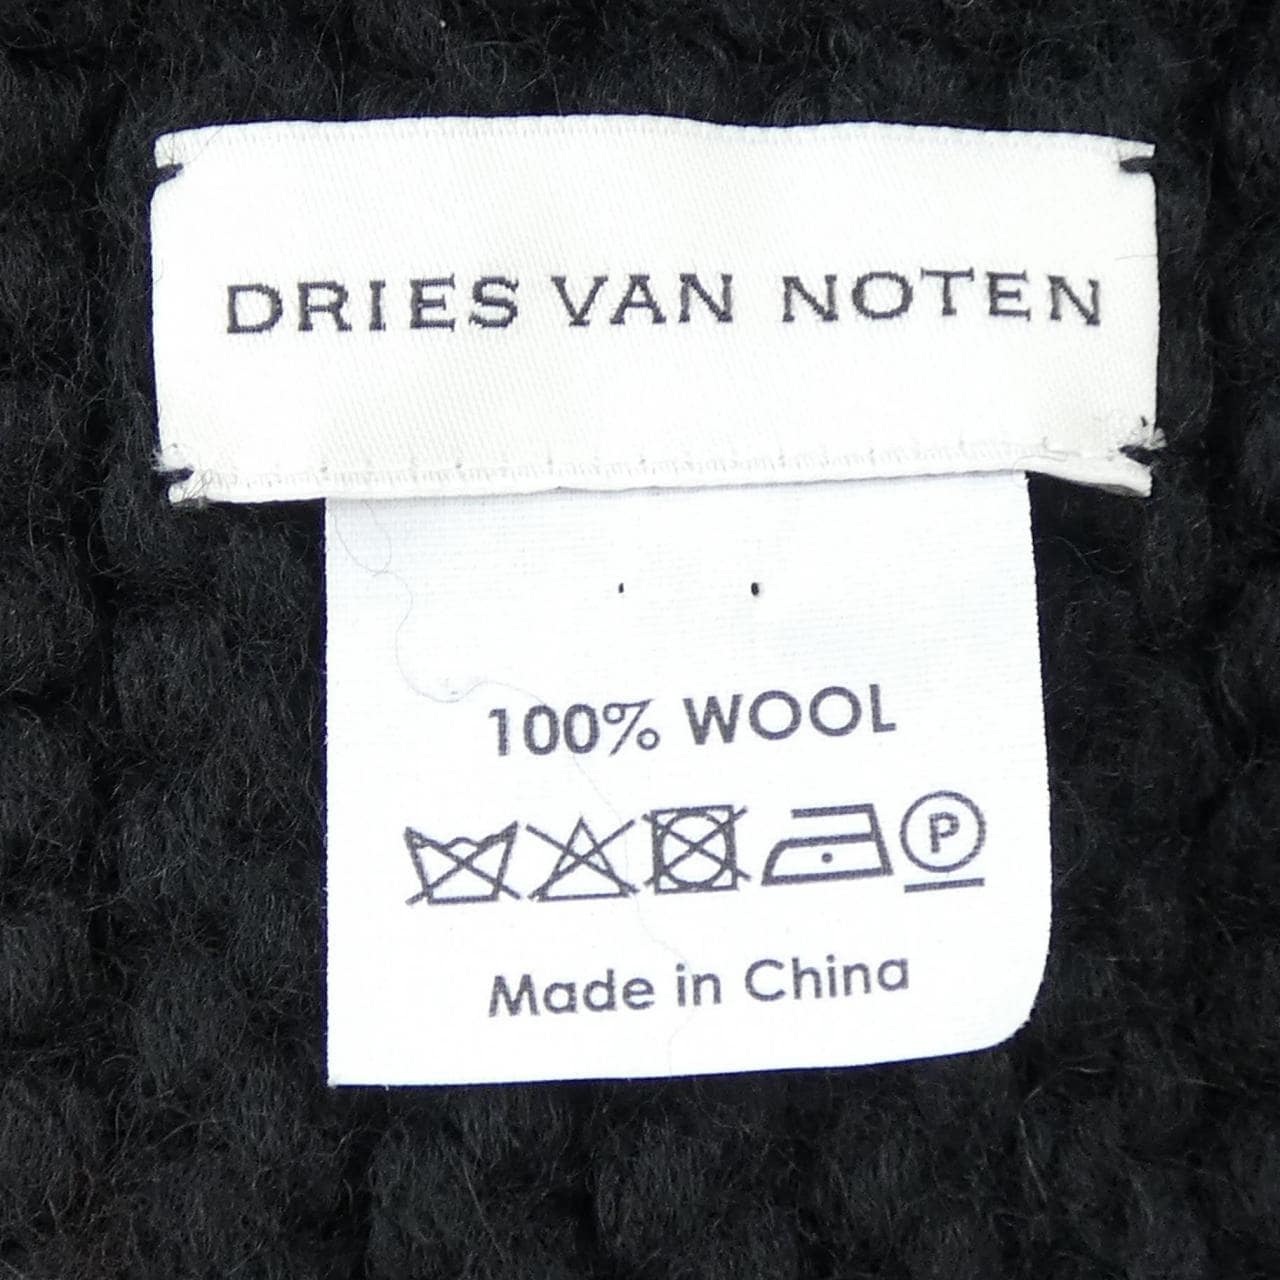 DRIES VAN NOTEN
100% WOOL
P
Made in China